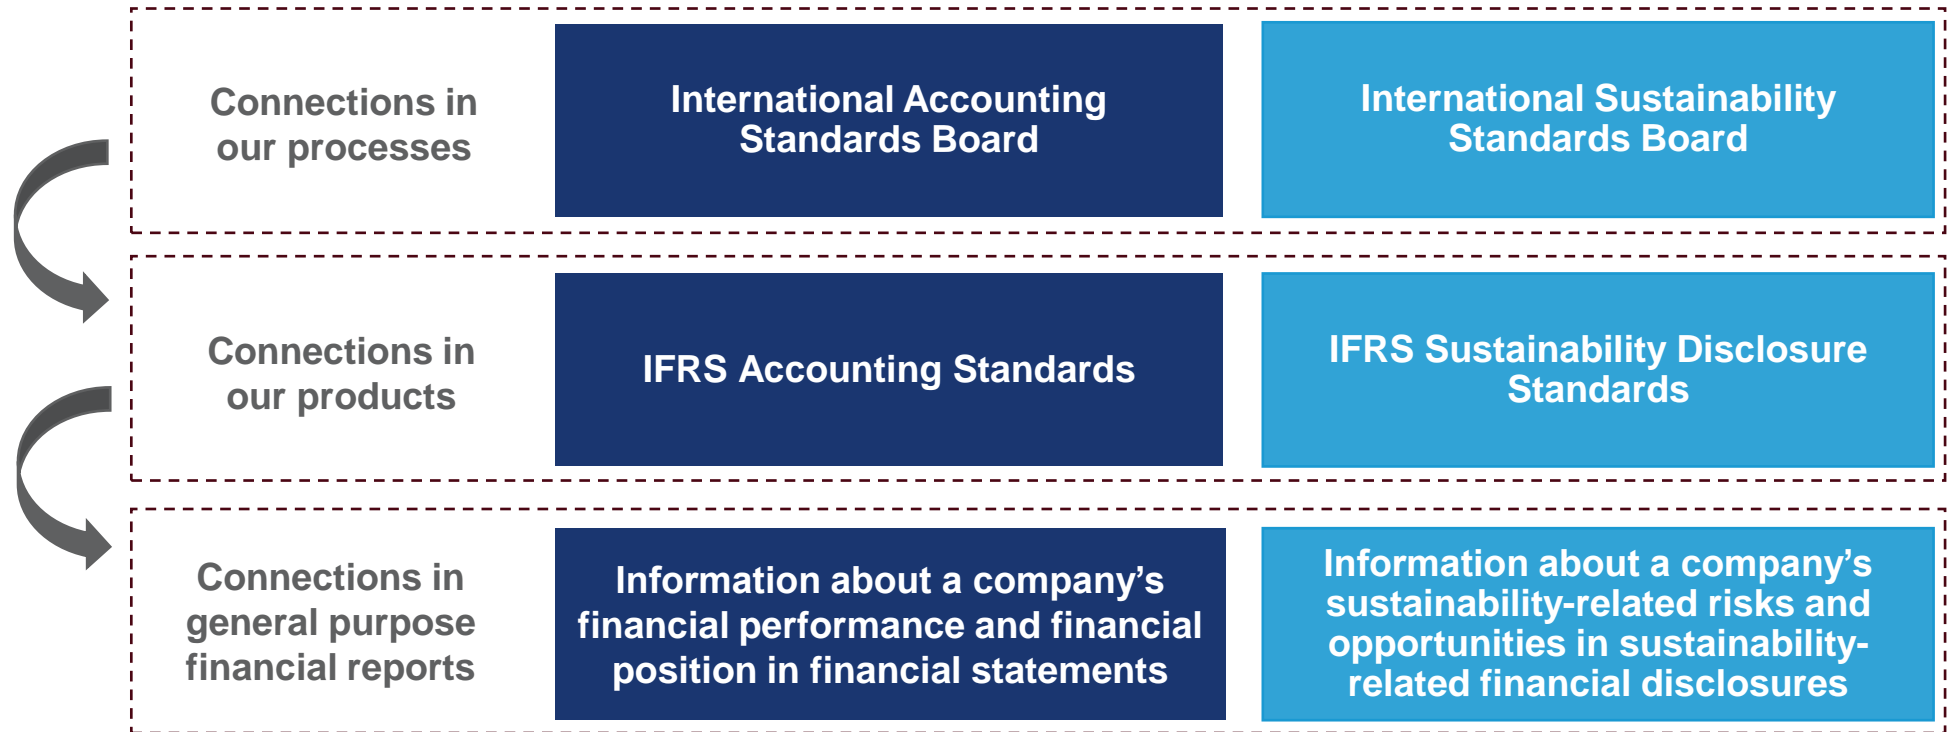 Connections in
our processes
International Accounting
Standards Board
International Sustainability
Standards Board
Connections in
our products
IFRS Accounting Standards
IFRS Sustainability Disclosure
Standards
Connections in
general purpose
financial reports
Information about a company’s
financial performance and financial
position in financial statements
Information about a company’s
sustainability-related risks and
opportunities in sustainability-
related financial disclosures